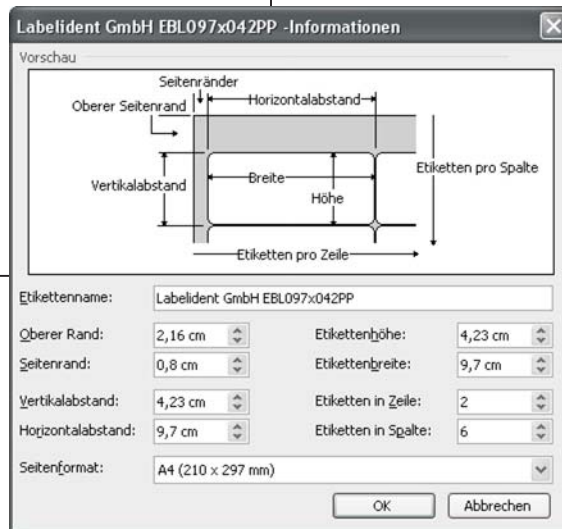 Labelident GmbH EBL097x042PP -Informationen
Vorschau
Seitenränder
Oberer Seitenrand
Horizontalabstand
Vertikalabstand
Breite
Höhe
Etiketten pro Spalte
Etiketten pro Zeile
Etikettenname: Labelident GmbH EBL097x042PP
Oberer Rand: 2,16 cm Etikettenhöhe: 4,23 cm
Seitenrand: 0,8 cm Etikettenbreite: 9,7 cm
Vertikalabstand: 4,23 cm Etiketten in Zeile: 2
Horizontalabstand: 9,7 cm Etiketten in Spalte: 6
Seitenformat: A4 (210 x 297 mm)
OK Abbrechen